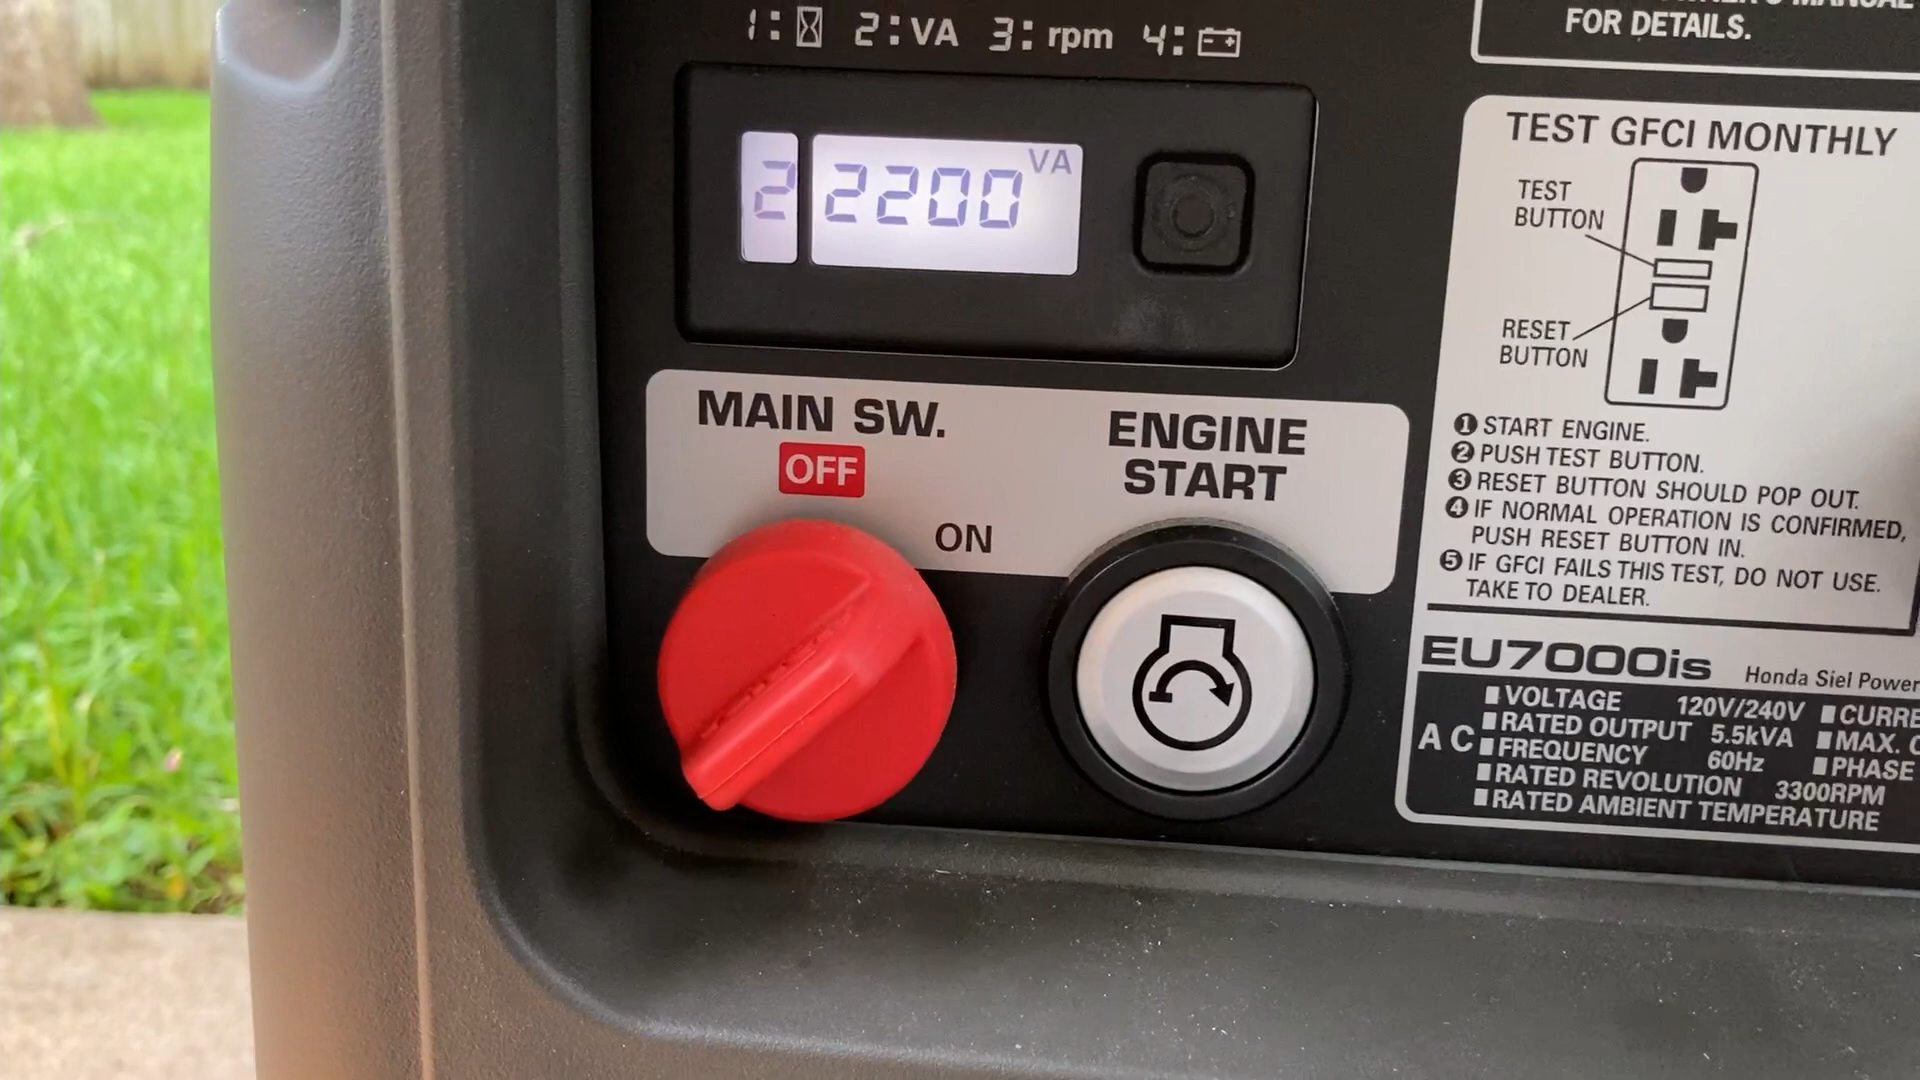 1: 2: VA 3: rpm 4:
2 2200 VA
MAIN SW.
OFF
ON
ENGINE
START
MANUAL
FOR DETAILS.
TEST GFCI MONTHLY
TEST
BUTTON
RESET
BUTTON
1 START ENGINE.
2 PUSH TEST BUTTON.
3 RESET BUTTON SHOULD POP OUT.
4 IF NORMAL OPERATION IS CONFIRMED,
PUSH RESET BUTTON IN.
5 IF GFCI FAILS THIS TEST, DO NOT USE.
TAKE TO DEALER.
EU7000is Honda Siel Power
AC
VOLTAGE 120V/240V CURRE
RATED OUTPUT 5.5kVA MAX.
FREQUENCY 60Hz PHASE
RATED REVOLUTION 3300RPM
RATED AMBIENT TEMPERATURE